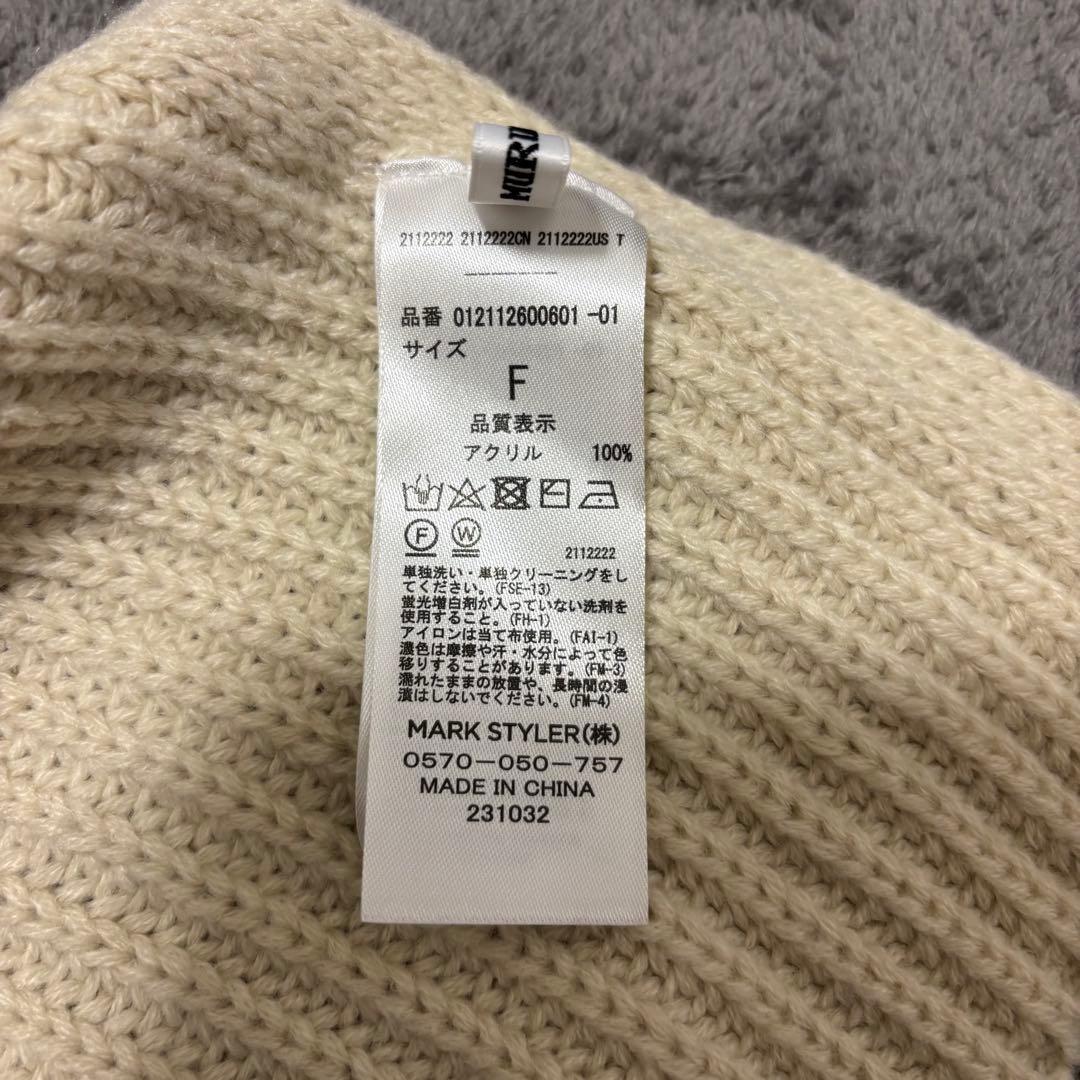 MURU
2112222 2112222CN 2112222US T
品番 012112600601 -01
サイズ
F
品質表示
アクリル 100%
F W
2112222
単独洗い・単独クリーニングをし
てください。(FSE-13)
蛍光増白剤が入っていない洗剤を
使用すること。(FH-1)
アイロンは当て布使用。(FAI-1)
濃色は摩擦や汗・水分によって色
移りすることがあります。(FM-3)
濡れたままの放置や、長時間の浸
漬はしないでください。(FM-4)
MARK STYLER(株)
0570-050-757
MADE IN CHINA
231032